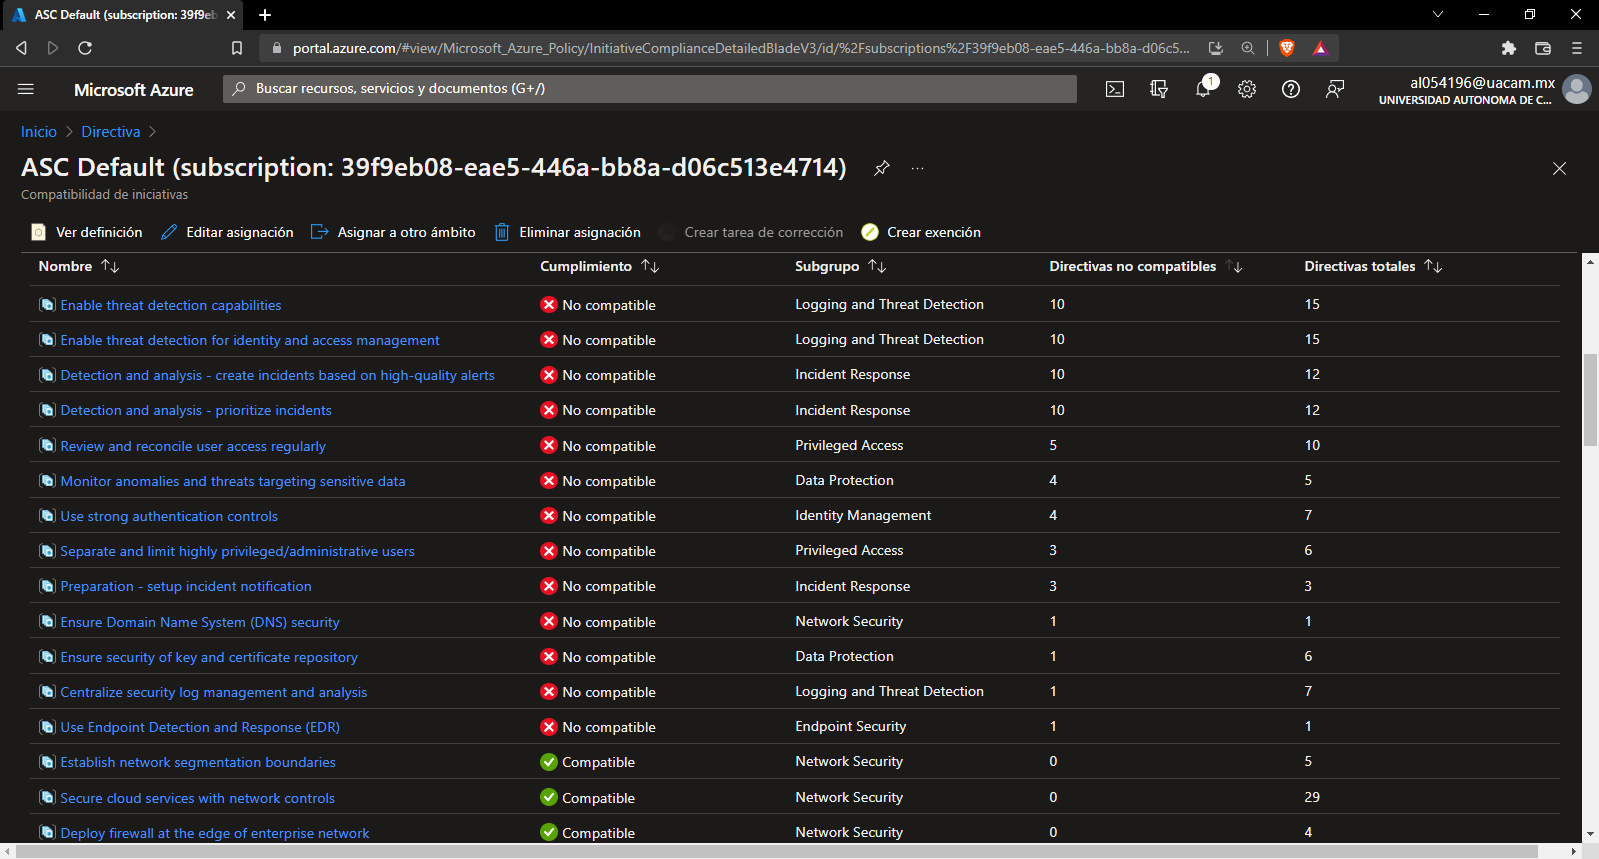 ASC Default (subscription: 39f9eb
portal.azure.com/#view/Microsoft_Azure_Policy/InitiativeComplianceDetailedBladeV3/id/%2Fsubscriptions%2F39f9eb08-eae5-446a-bb8a-d06c5...
Microsoft Azure
Buscar recursos, servicios y documentos (G+/)
1
al054196@uacam.mx
UNIVERSIDAD AUTONOMA DE C...
Inicio > Directiva >
ASC Default (subscription: 39f9eb08-eae5-446a-bb8a-d06c513e4714) ...
Compatibilidad de iniciativas
Ver definición Editar asignación Asignar a otro ámbito Eliminar asignación Crear tarea de corrección Crear exención
Nombre Cumplimiento Subgrupo Directivas no compatibles Directivas totales
Enable threat detection capabilities No compatible Logging and Threat Detection 10 15
Enable threat detection for identity and access management No compatible Logging and Threat Detection 10 15
Detection and analysis - create incidents based on high-quality alerts No compatible Incident Response 10 12
Detection and analysis - prioritize incidents No compatible Incident Response 10 12
Review and reconcile user access regularly No compatible Privileged Access 5 10
Monitor anomalies and threats targeting sensitive data No compatible Data Protection 4 5
Use strong authentication controls No compatible Identity Management 4 7
Separate and limit highly privileged/administrative users No compatible Privileged Access 3 6
Preparation - setup incident notification No compatible Incident Response 3 3
Ensure Domain Name System (DNS) security No compatible Network Security 1 1
Ensure security of key and certificate repository No compatible Data Protection 1 6
Centralize security log management and analysis No compatible Logging and Threat Detection 1 7
Use Endpoint Detection and Response (EDR) No compatible Endpoint Security 1 1
Establish network segmentation boundaries Compatible Network Security 0 5
Secure cloud services with network controls Compatible Network Security 0 29
Deploy firewall at the edge of enterprise network Compatible Network Security 0 4